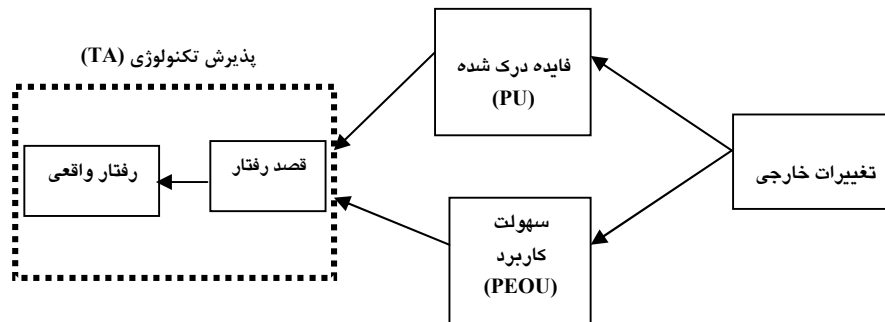 پذیرش تکنولوژی (TA)
تغییرات خارجی
فایده درک شده
(PU)
سهولت
کاربرد
(PEOU)
قصد رفتار
رفتار واقعی